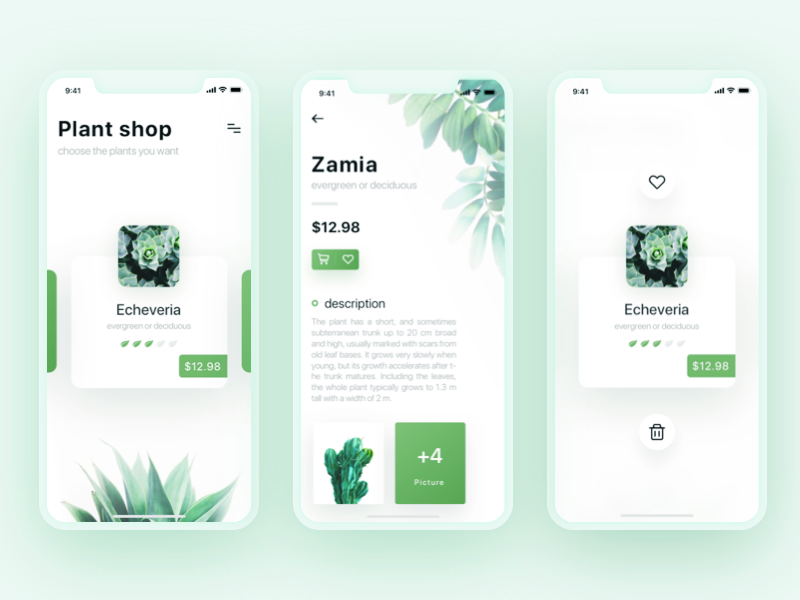 9:41
Plant shop
choose the plants you want
Echeveria
evergreen or deciduous
$12.98
9:41
Zamia
evergreen or deciduous
$12.98
description
The plant has a short, and sometimes
subterranean trunk up to 20 cm broad
and high, usually marked with scars from
old leaf bases. It grows very slowly when
young, but its growth accelerates after t-
he trunk matures. Including the leaves,
the whole plant typically grows to 1.3 m
tall with a width of 2 m.
+4
Picture
9:41
Echeveria
evergreen or deciduous
$12.98